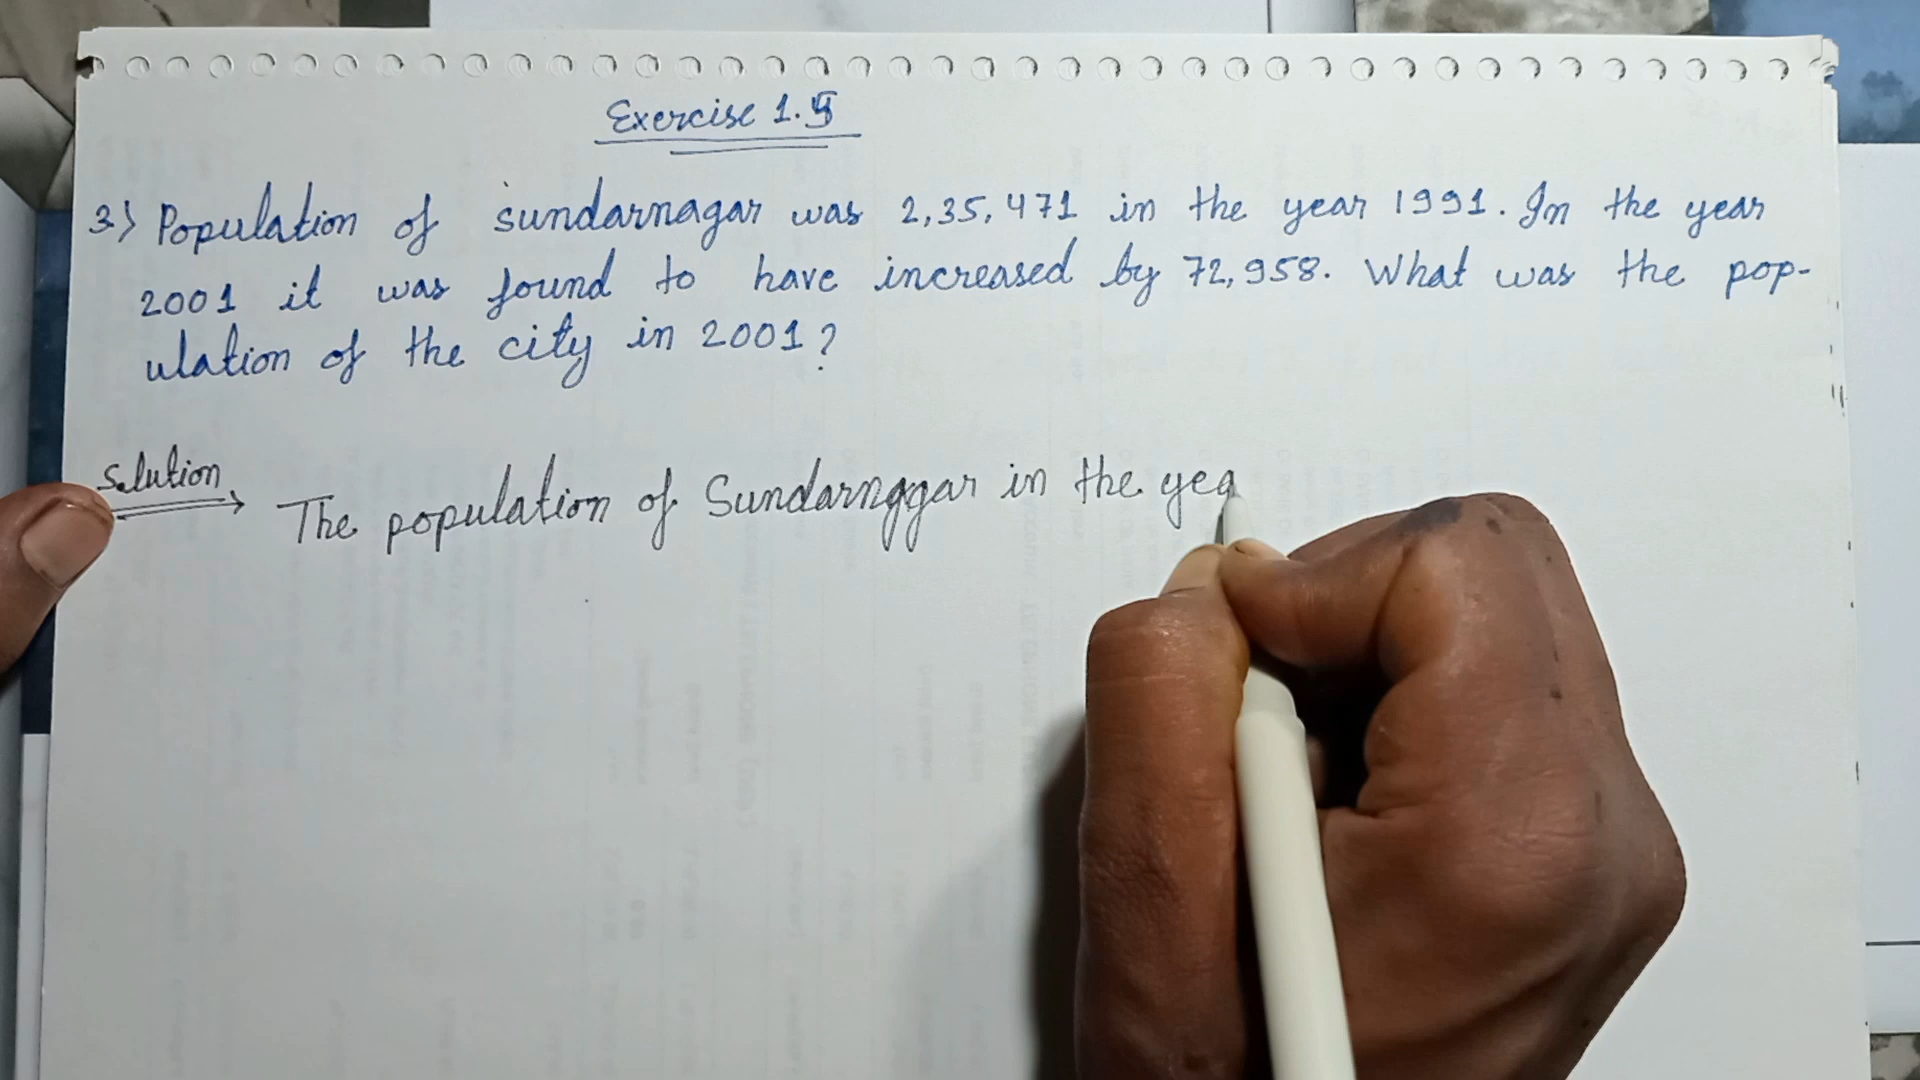 Exercise 1.5
3) Population of sundarnagar was 2,35,471 in the year 1991. In the year
2001 it was found to have increased by 72,958. What was the pop-
ulation of the city in 2001?
Solution
The population of Sundarnagar in the yea